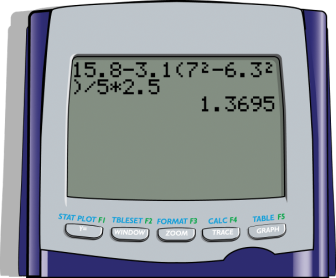 15.8-3.1(7²-6.3²
)/5*2.5
1.3695
STAT PLOT F1 TBLSET F2 FORMAT F3 CALC F4 TABLE F5
Y= WINDOW ZOOM TRACE GRAPH